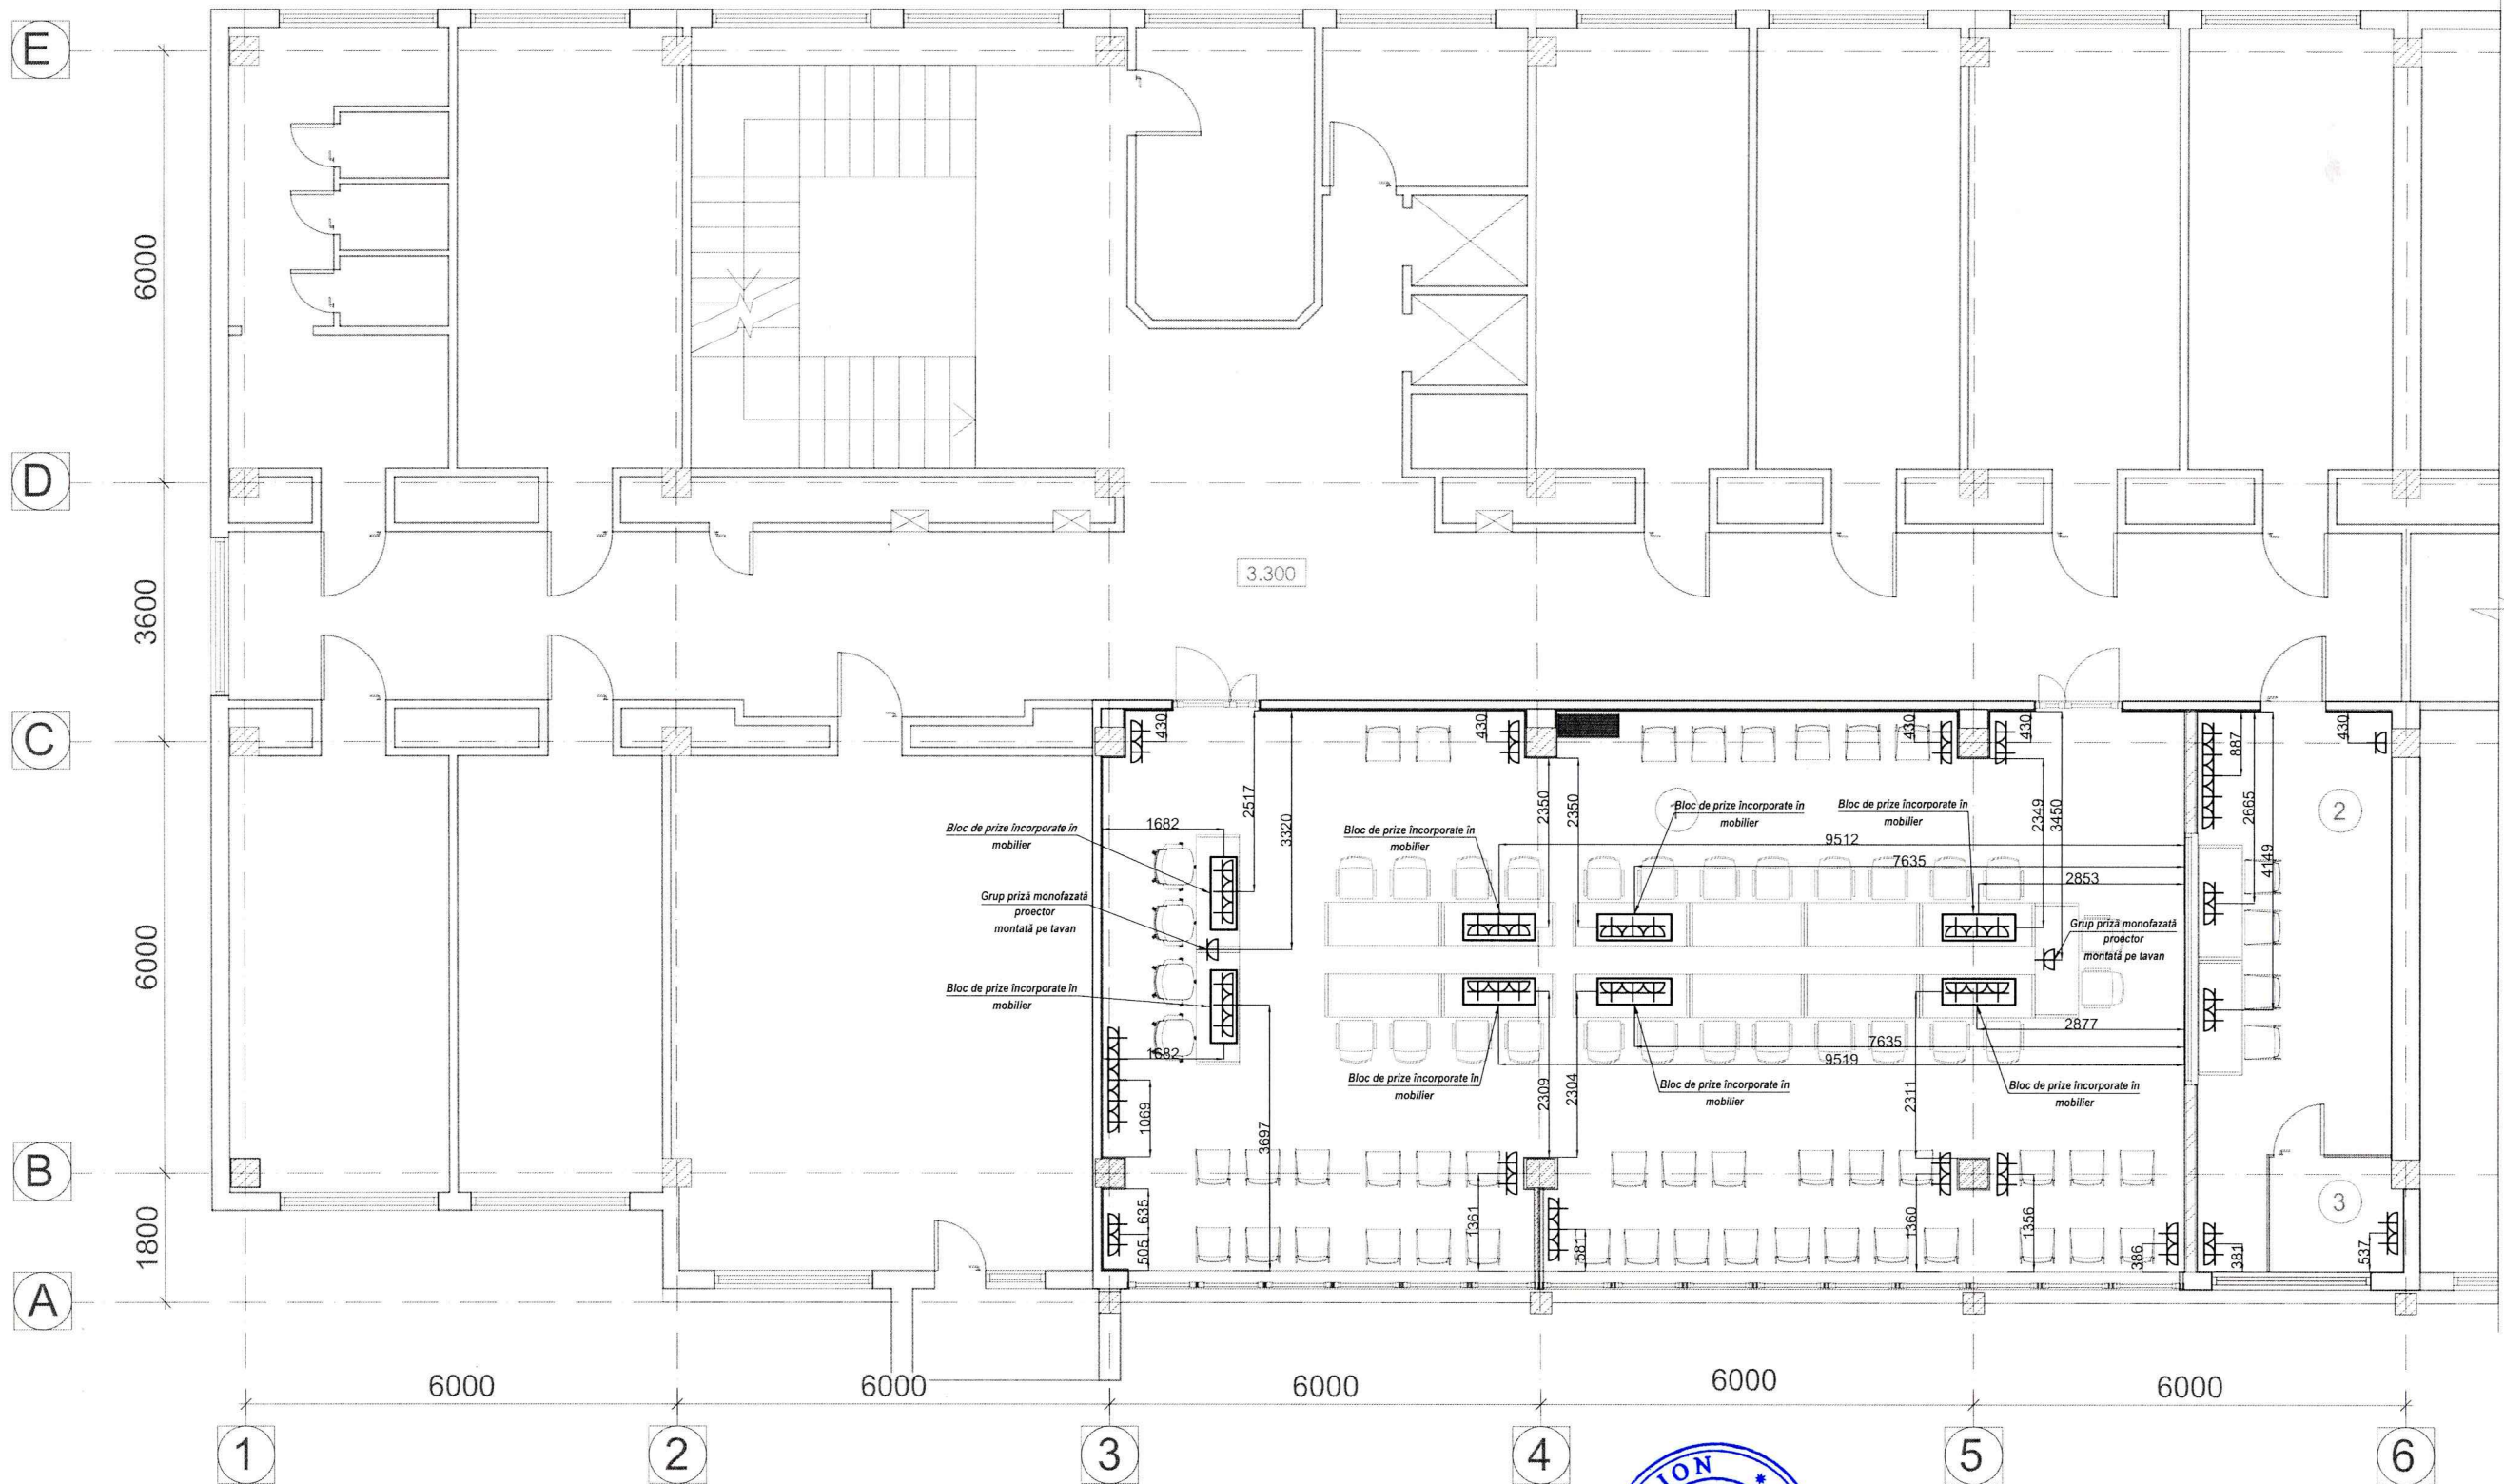 E
6000
D
3.300
3600
C
430
430
430
430
430
887
2517
3320
2350
2350
2349
3450
2665
4149
2
Bloc de prize încorporate în
mobilier
1682
Bloc de prize încorporate în
mobilier
Bloc de prize încorporate în
mobilier
Bloc de prize încorporate în
mobilier
9512
7635
2853
Grup priză monofazată
proector
montată pe tavan
Grup priză monofazată
proector
montată pe tavan
6000
Bloc de prize încorporate în
mobilier
1682
2877
7635
9519
Bloc de prize încorporate în
mobilier
Bloc de prize încorporate în
mobilier
Bloc de prize încorporate în
mobilier
1069
3697
2309
2304
2311
B
1800
635
505
1361
581
1360
1356
386
381
537
3
A
6000
6000
6000
6000
6000
1
2
3
4
5
6
ION